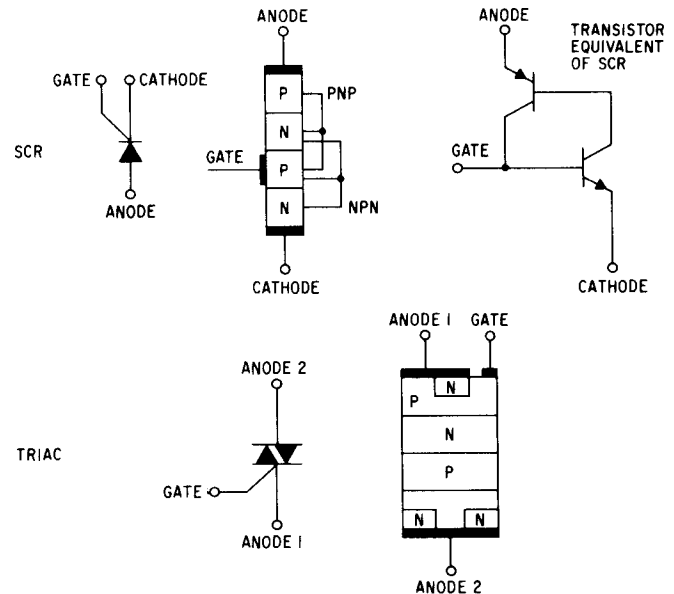 ANODE
ANODE
TRANSISTOR
EQUIVALENT
OF SCR
GATE
CATHODE
P
PNP
N
SCR
GATE
P
GATE
ANODE
N
NPN
CATHODE
CATHODE
ANODE 1
GATE
ANODE 2
N
P
N
TRIAC
P
GATE
N
N
ANODE 1
ANODE 2